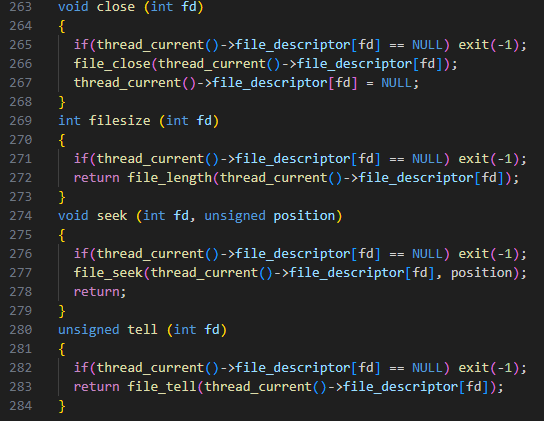 263 void close (int fd)
264 {
265   if(thread_current()->file_descriptor[fd] == NULL) exit(-1);
266   file_close(thread_current()->file_descriptor[fd]);
267   thread_current()->file_descriptor[fd] = NULL;
268 }
269 int filesize (int fd)
270 {
271   if(thread_current()->file_descriptor[fd] == NULL) exit(-1);
272   return file_length(thread_current()->file_descriptor[fd]);
273 }
274 void seek (int fd, unsigned position)
275 {
276   if(thread_current()->file_descriptor[fd] == NULL) exit(-1);
277   file_seek(thread_current()->file_descriptor[fd], position);
278   return;
279 }
280 unsigned tell (int fd)
281 {
282   if(thread_current()->file_descriptor[fd] == NULL) exit(-1);
283   return file_tell(thread_current()->file_descriptor[fd]);
284 }